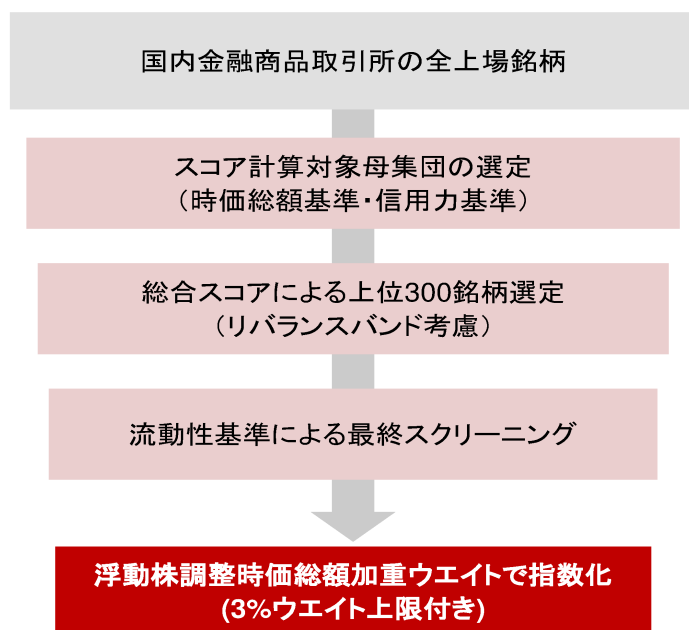 国内金融商品取引所の全上場銘柄
スコア計算対象母集団の選定
（時価総額基準・信用力基準）
総合スコアによる上位300銘柄選定
（リバランスバンド考慮）
流動性基準による最終スクリーニング
浮動株調整時価総額加重ウエイトで指数化
(3%ウエイト上限付き)